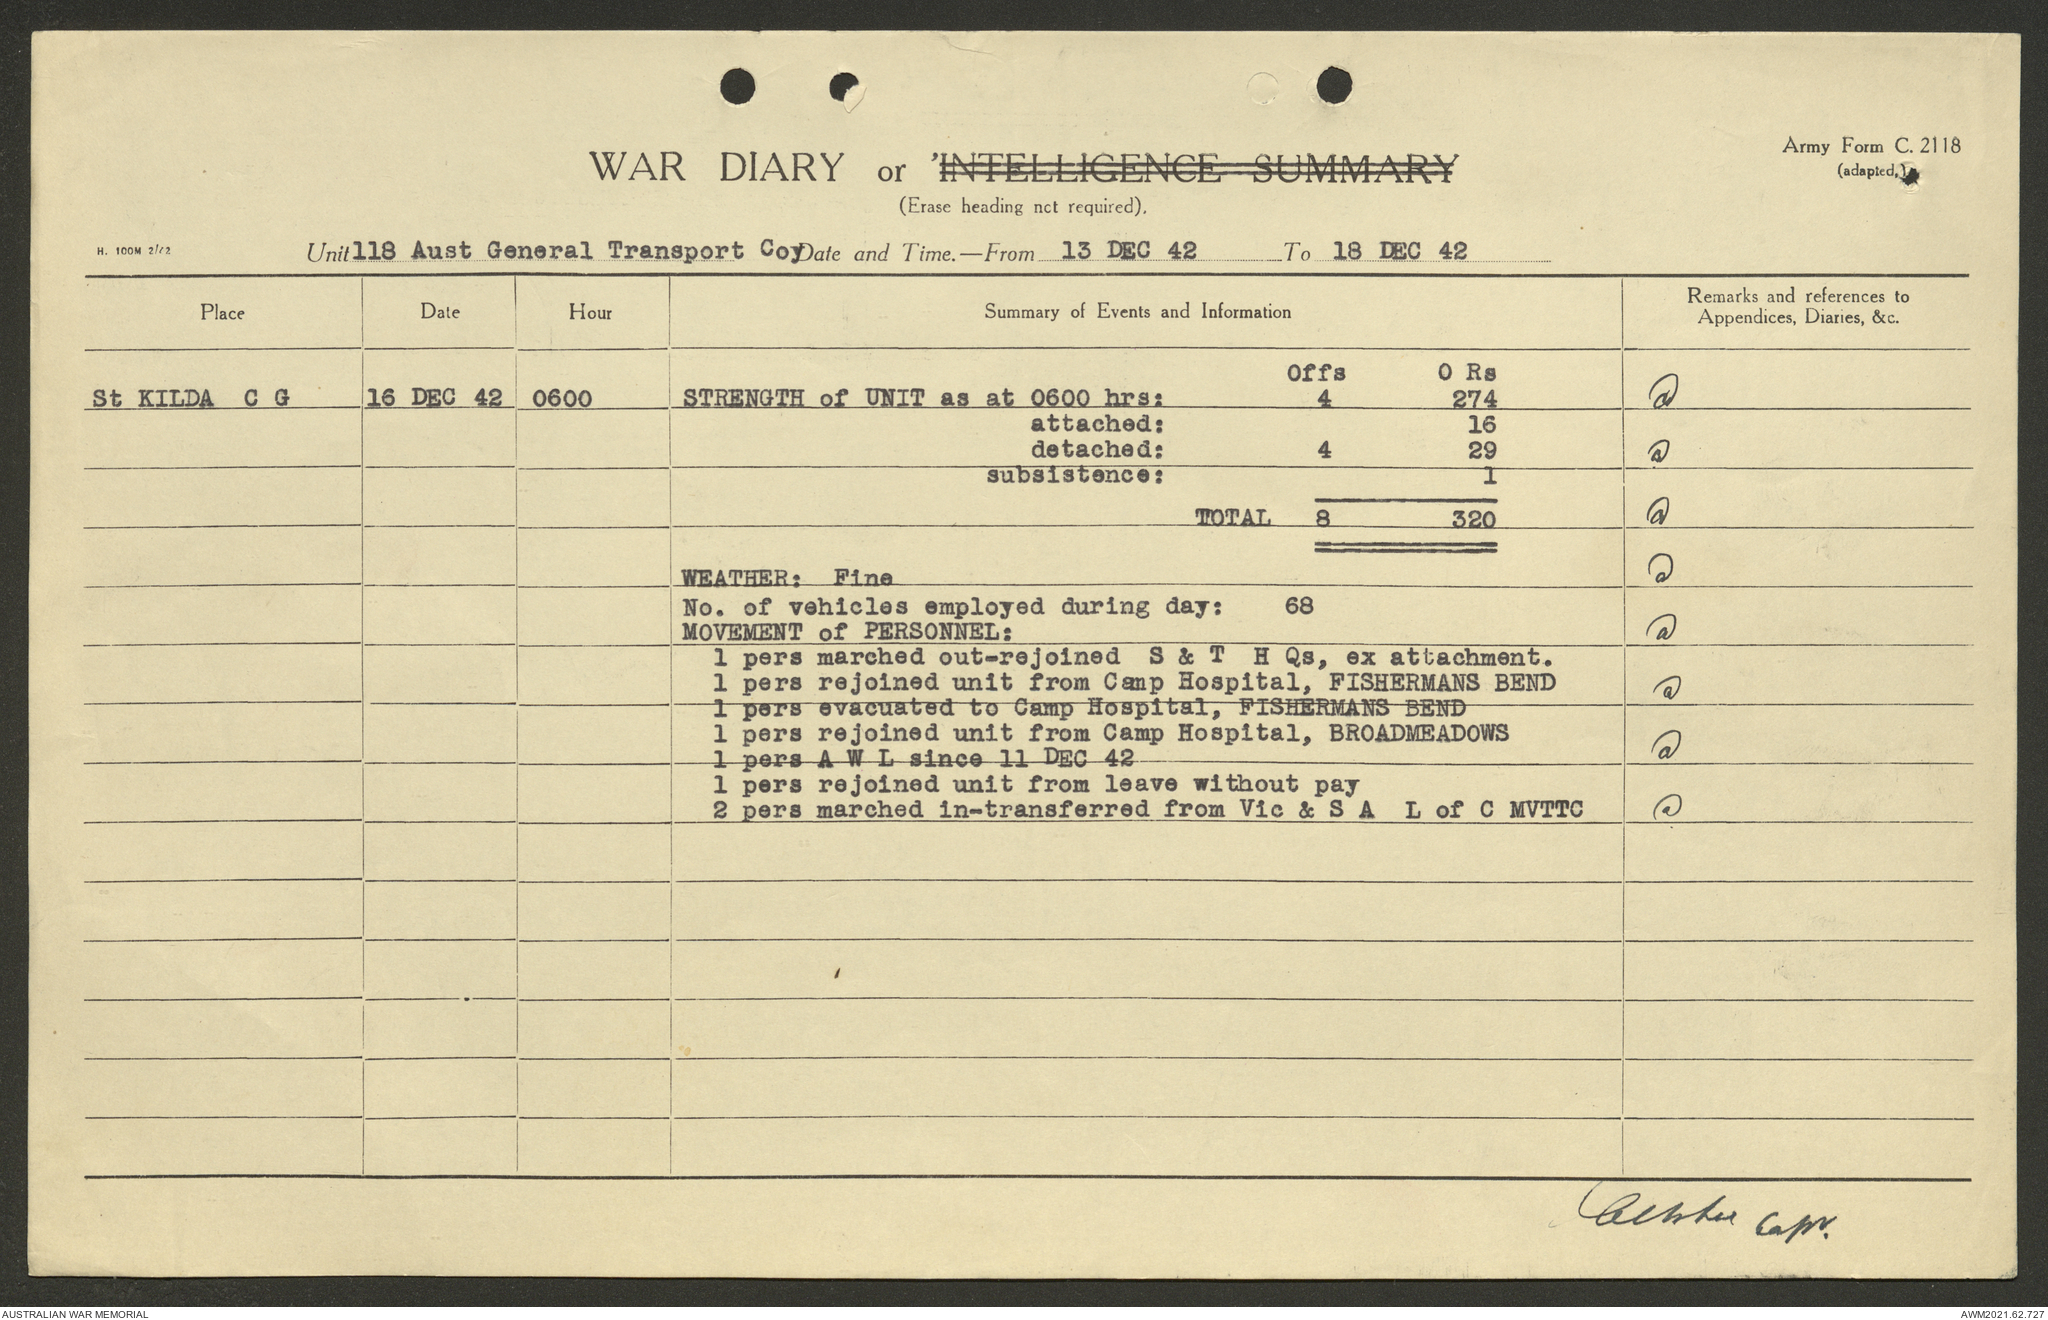 WAR DIARY or 'INTELLIGENCE SUMMARY
Army Form C. 2118
(adapted.)
(Erase heading nct required).
H. 100M 2/42
Unit 118 Aust General Transport Coy Date and Time.—From 13 DEC 42 To 18 DEC 42
Place Date Hour Summary of Events and Information Remarks and references to
Appendices, Diaries, &c.
Offs O Rs
St KILDA C G 16 DEC 42 0600 STRENGTH of UNIT as at 0600 hrs: 4 274 a
attached: 16
detached: 4 29 a
subsistence: 1
TOTAL 8 320 a
WEATHER: Fine a
No. of vehicles employed during day: 68
MOVEMENT of PERSONNEL: a
1 pers marched out-rejoined S & T H Qs, ex attachment.
1 pers rejoined unit from Camp Hospital, FISHERMANS BEND a
1 pers evacuated to Camp Hospital, FISHERMANS BEND
1 pers rejoined unit from Camp Hospital, BROADMEADOWS a
1 pers A W L since 11 DEC 42
1 pers rejoined unit from leave without pay
2 pers marched in-transferred from Vic & S A L of C MVTTC a
Capt.
AUSTRALIAN WAR MEMORIAL
AWM2021.62.727